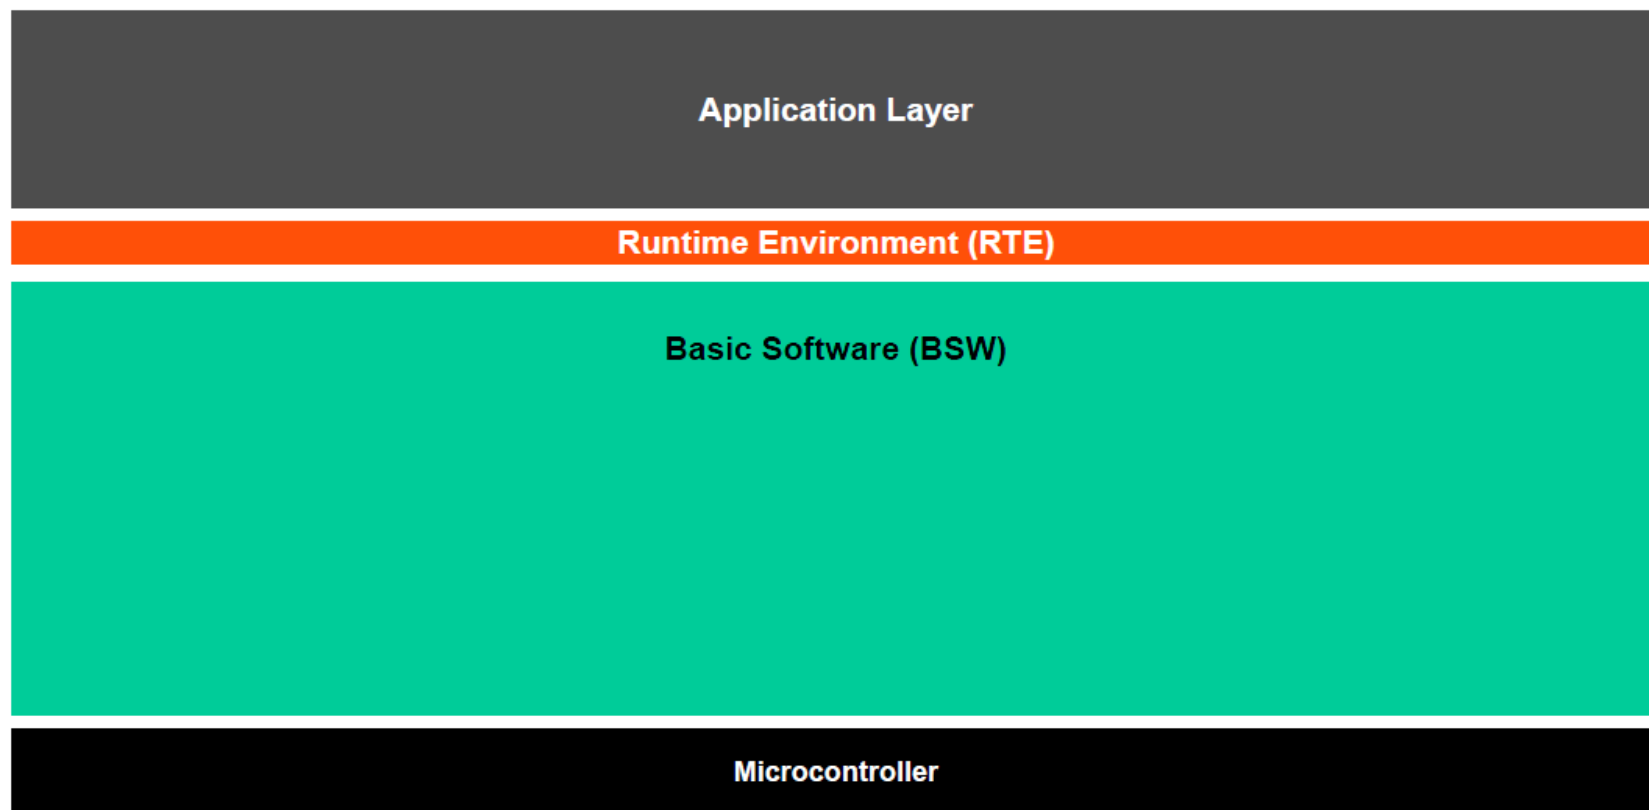 Application Layer
Runtime Environment (RTE)
Basic Software (BSW)
Microcontroller